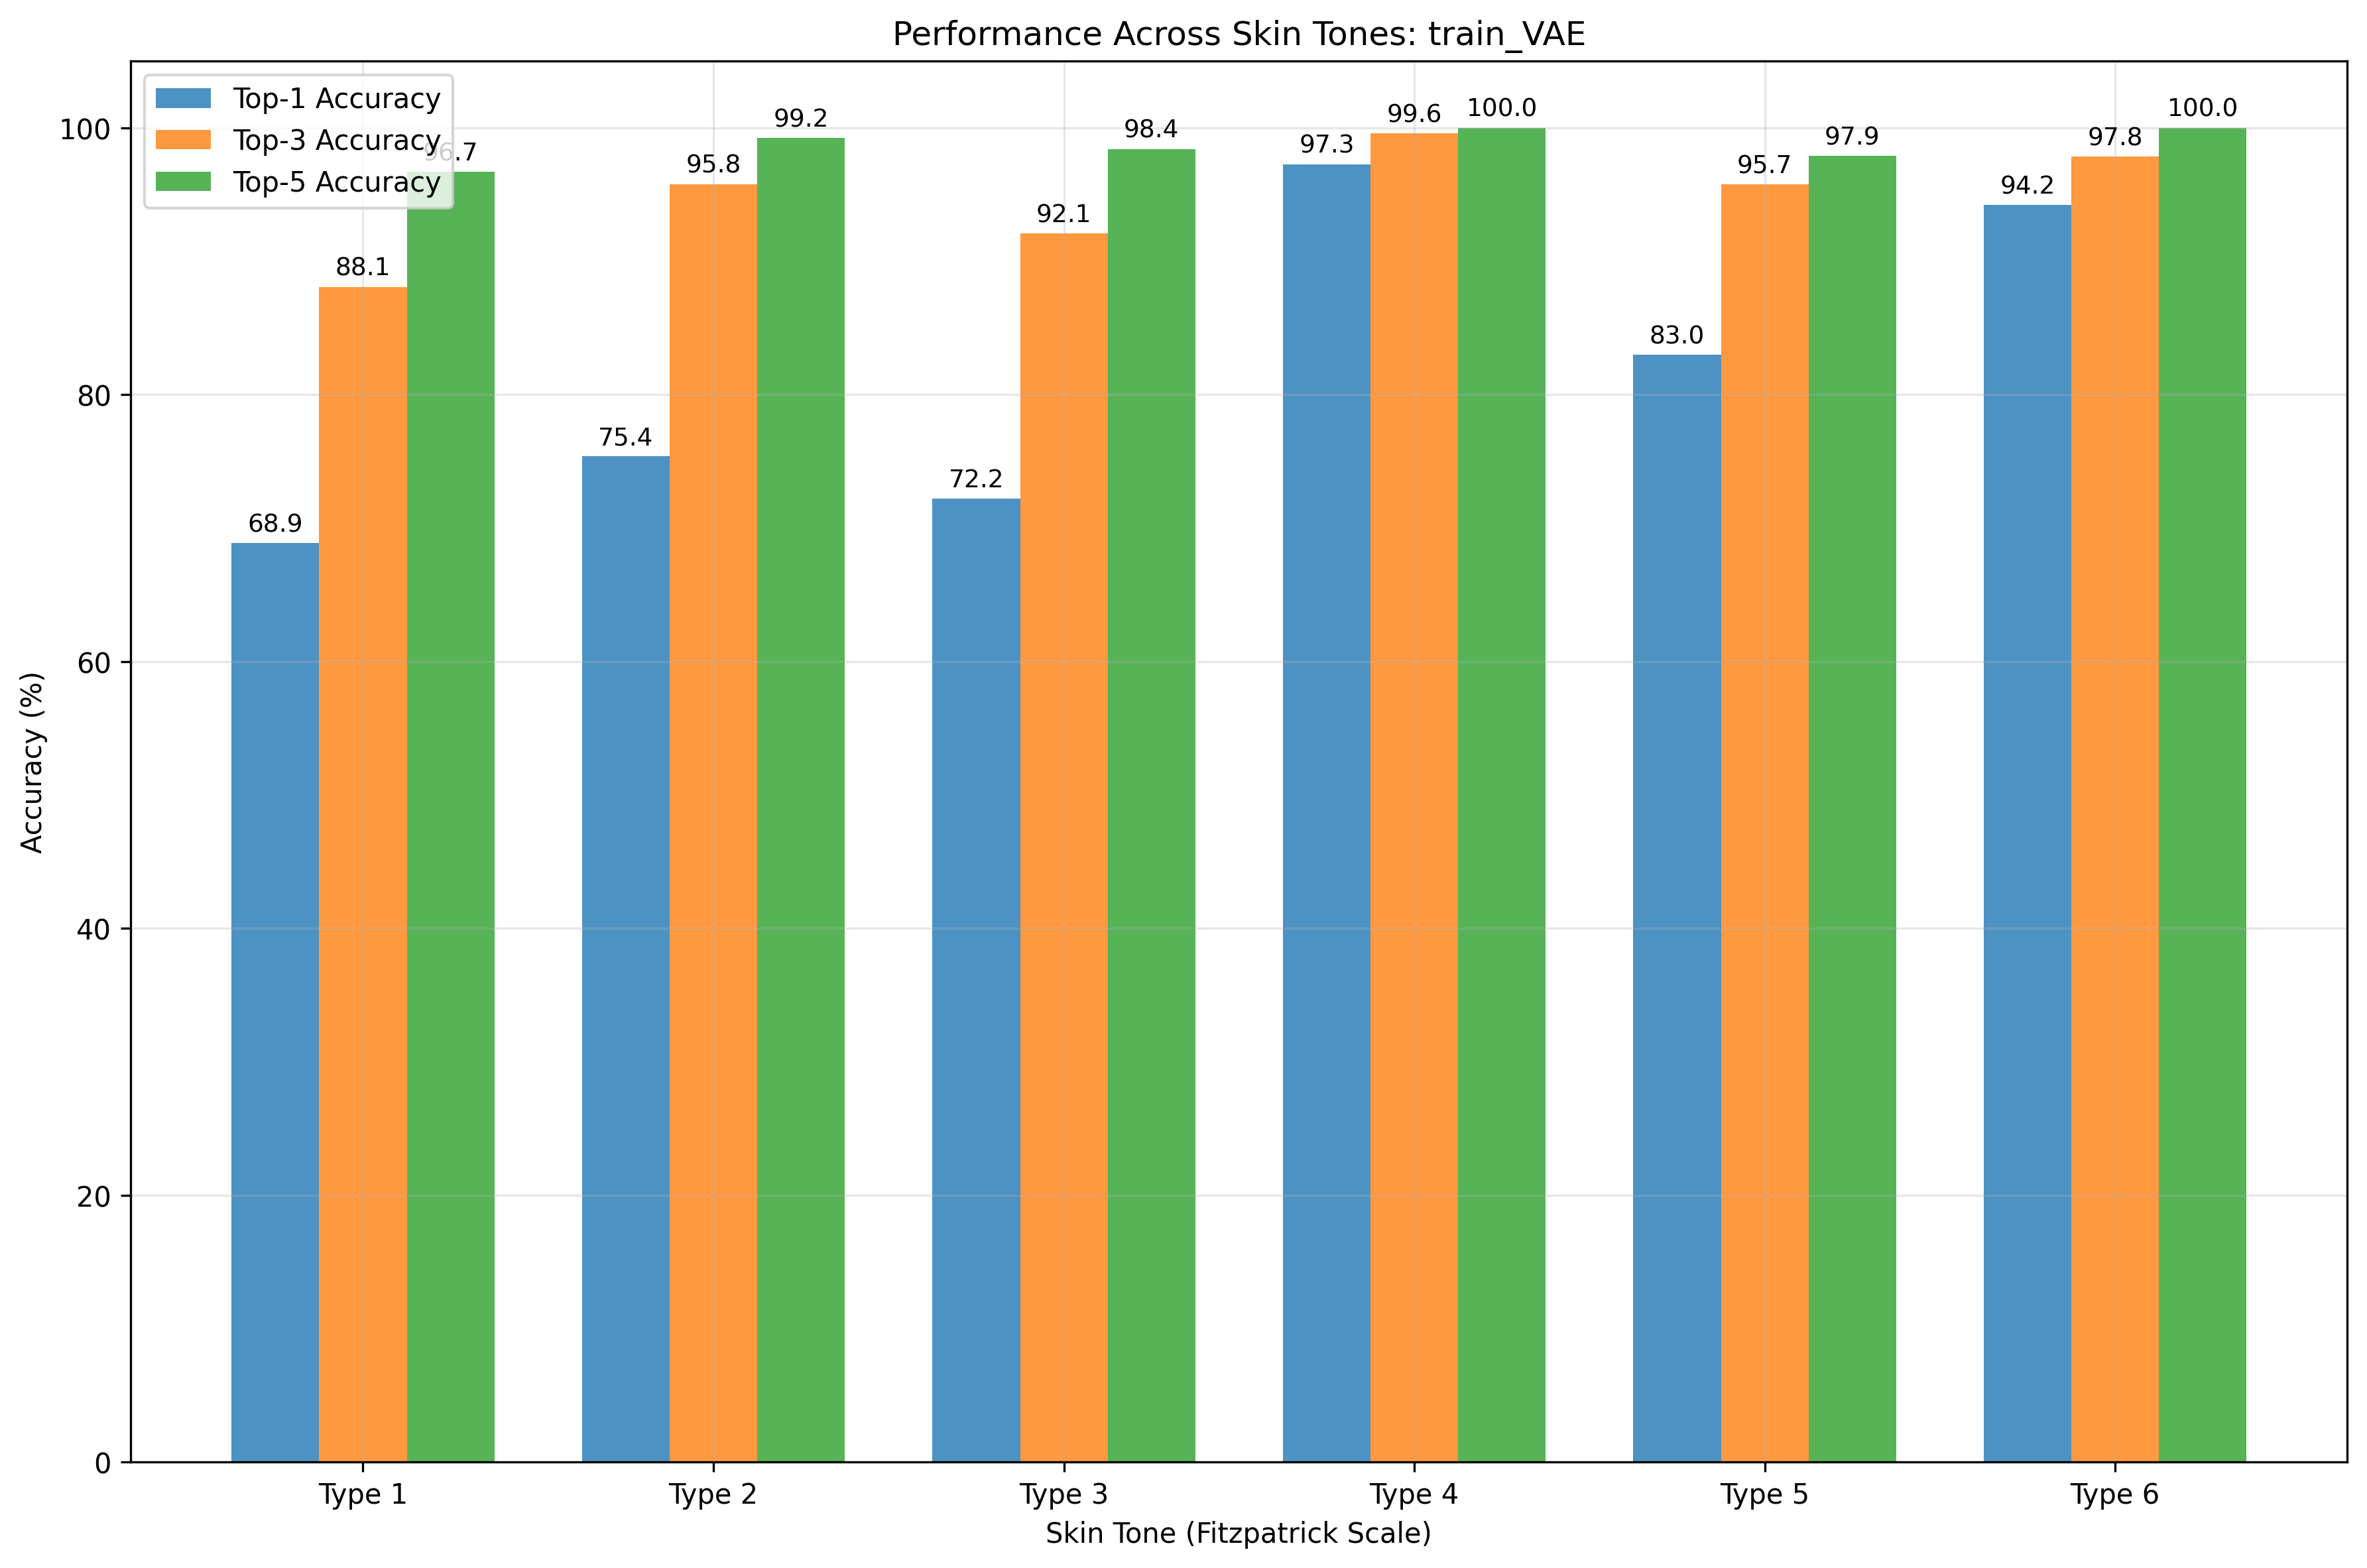 Performance Across Skin Tones: train_VAE
Top-1 Accuracy
Top-3 Accuracy
Top-5 Accuracy
Accuracy (%)
100
80
60
40
20
0
68.9
88.1
96.7
75.4
95.8
99.2
72.2
92.1
98.4
97.3
99.6
100.0
83.0
95.7
97.9
94.2
97.8
100.0
Type 1
Type 2
Type 3
Type 4
Type 5
Type 6
Skin Tone (Fitzpatrick Scale)